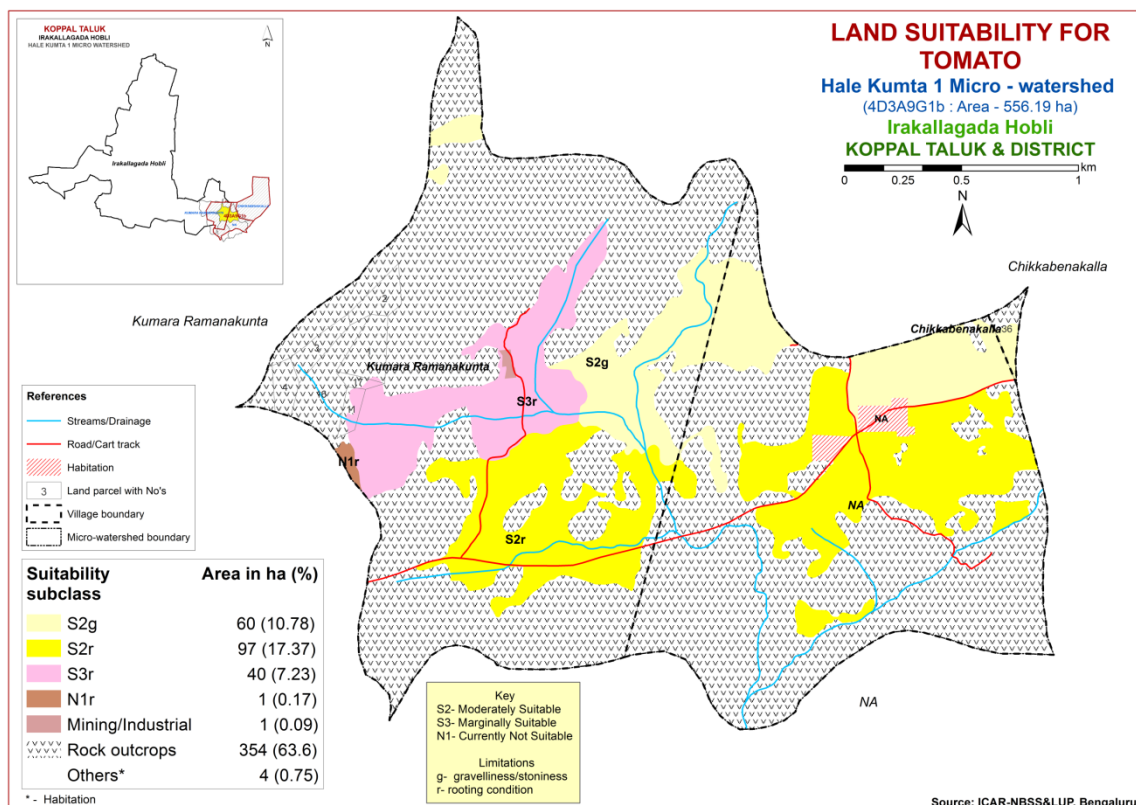 KOPPAL TALUK
IRAKALLAGADA HOBLI
HALE KUMTA 1 MICRO WATERSHED
N
Irakallagada Hobli
LAND SUITABILITY FOR
TOMATO
Hale Kumta 1 Micro - watershed
(4D3A9G1b : Area - 556.19 ha)
Irakallagada Hobli
KOPPAL TALUK & DISTRICT
km
0 0.25 0.5 1
N
Chikkabenakalla
Kumara Ramanakunta
Chikkabenakalla
36
2
3
S2g
Kumara Ramanakunta
17
16
11
S3r
NA
N1r
NA
S2r
NA
References
Streams/Drainage
Road/Cart track
Habitation
3 Land parcel with No's
Village boundary
Micro-watershed boundary
Suitability subclass Area in ha (%)
S2g 60 (10.78)
S2r 97 (17.37)
S3r 40 (7.23)
N1r 1 (0.17)
Mining/Industrial 1 (0.09)
Rock outcrops 354 (63.6)
Others* 4 (0.75)
* - Habitation
Key
S2- Moderately Suitable
S3- Marginally Suitable
N1- Currently Not Suitable
Limitations
g- gravelliness/stoniness
r- rooting condition
Source: ICAR-NBSS&LUP, Bengaluru